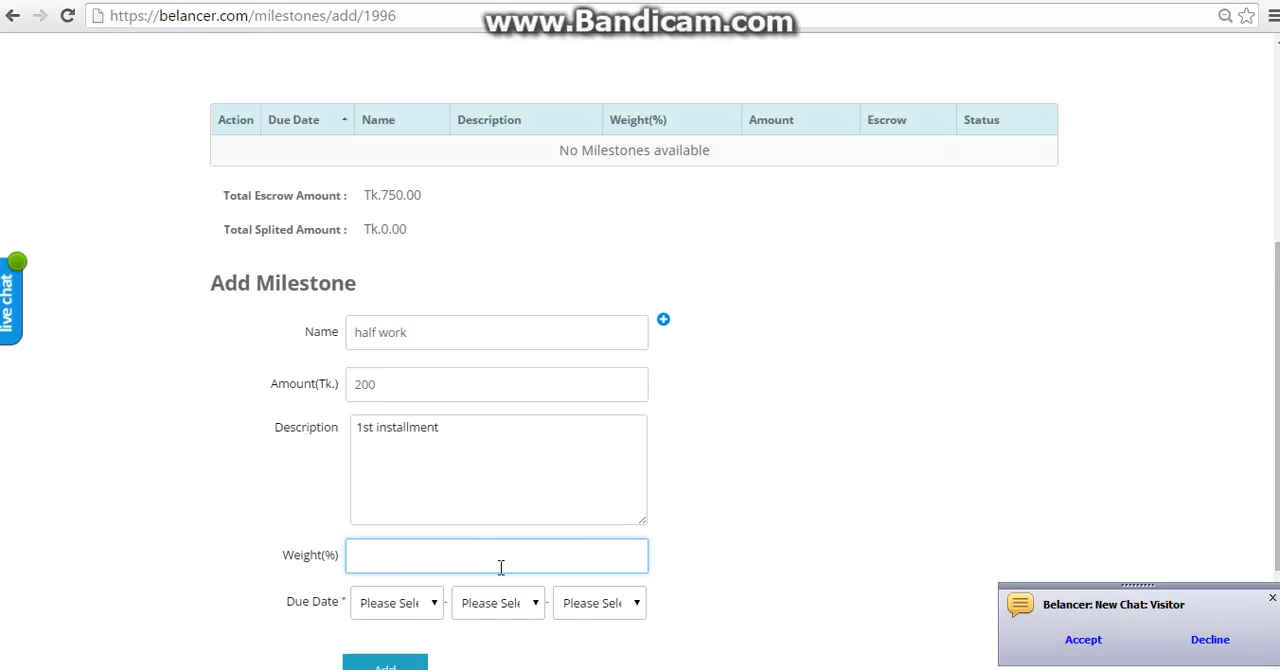 https://belancer.com/milestones/add/1996
www.Bandicam.com
Action Due Date Name Description Weight(%) Amount Escrow Status
No Milestones available
Total Escrow Amount : Tk.750.00
Total Splited Amount : Tk.0.00
live chat
Add Milestone
Name half work
Amount(Tk.) 200
Description 1st installment
Weight(%)
Due Date * Please Sele - Please Sele - Please Sele
Add
Belancer: New Chat: Visitor
Accept Decline